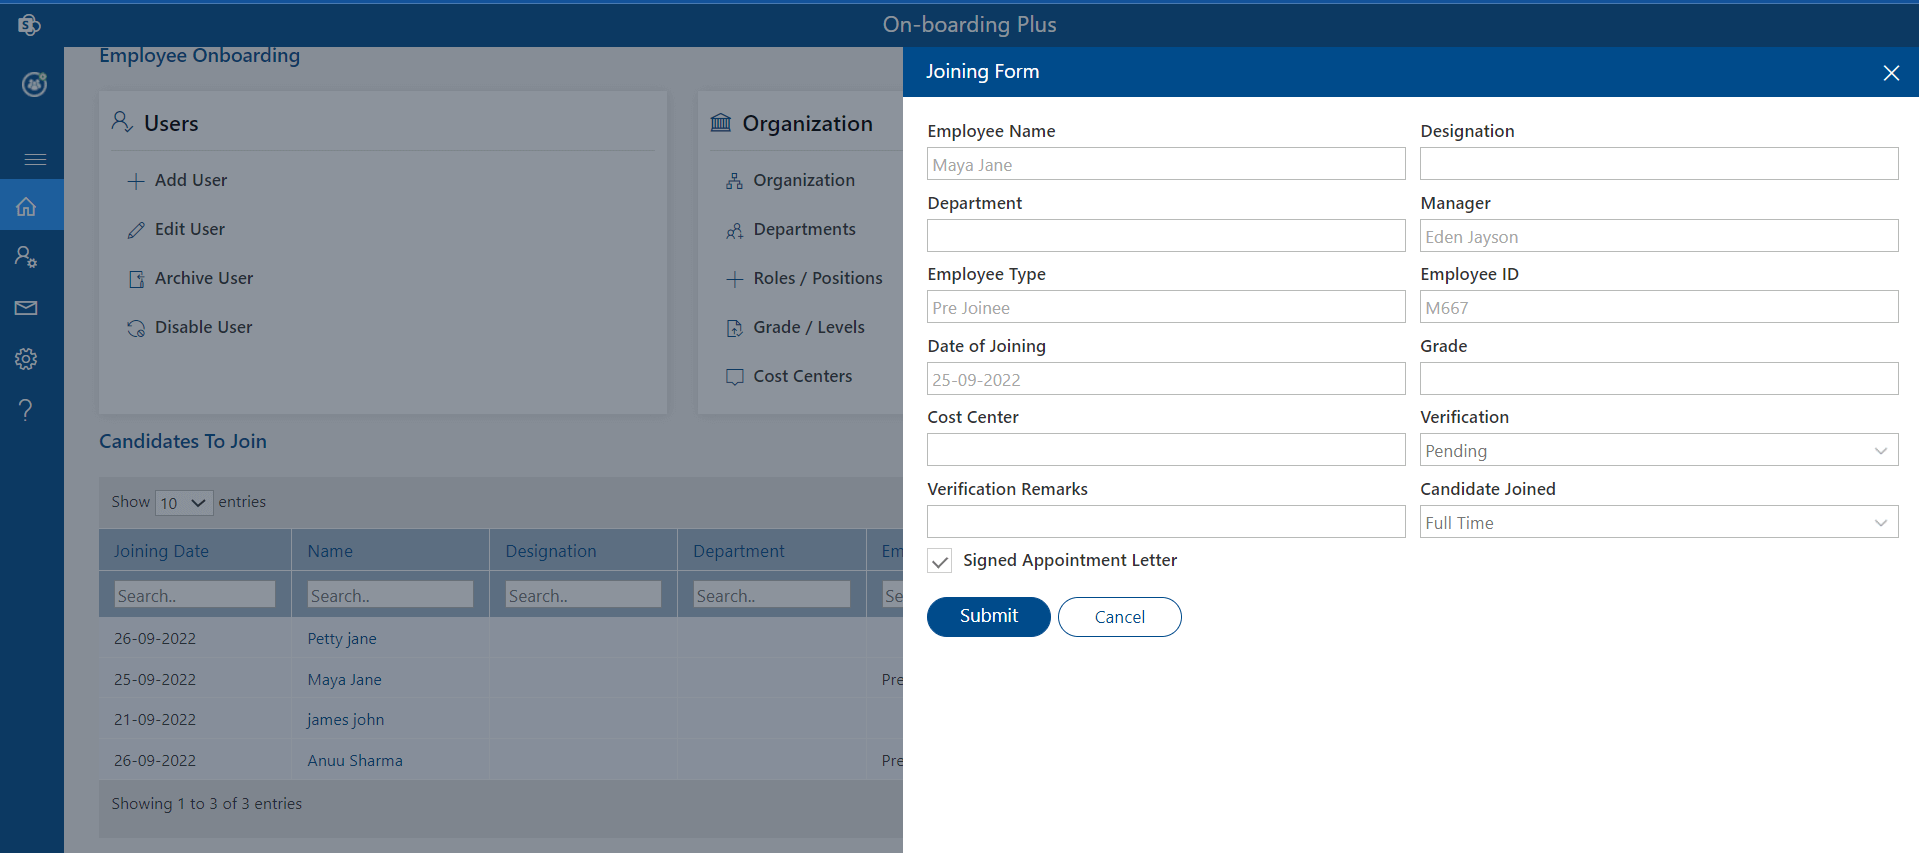 On-boarding Plus
Employee Onboarding
Users
Add User
Edit User
Archive User
Disable User
Organization
Organization
Departments
Roles / Positions
Grade / Levels
Cost Centers
Candidates To Join
Show 10 entries
Joining Date Name Designation Department Em
Search.. Search.. Search.. Search.. Se
26-09-2022 Petty jane
25-09-2022 Maya Jane Pre
21-09-2022 james john
26-09-2022 Anuu Sharma Pre
Showing 1 to 3 of 3 entries
Joining Form
Employee Name Designation
Maya Jane
Department Manager
Eden Jayson
Employee Type Employee ID
Pre Joinee M667
Date of Joining Grade
25-09-2022
Cost Center Verification
Pending
Verification Remarks Candidate Joined
Full Time
Signed Appointment Letter
Submit Cancel